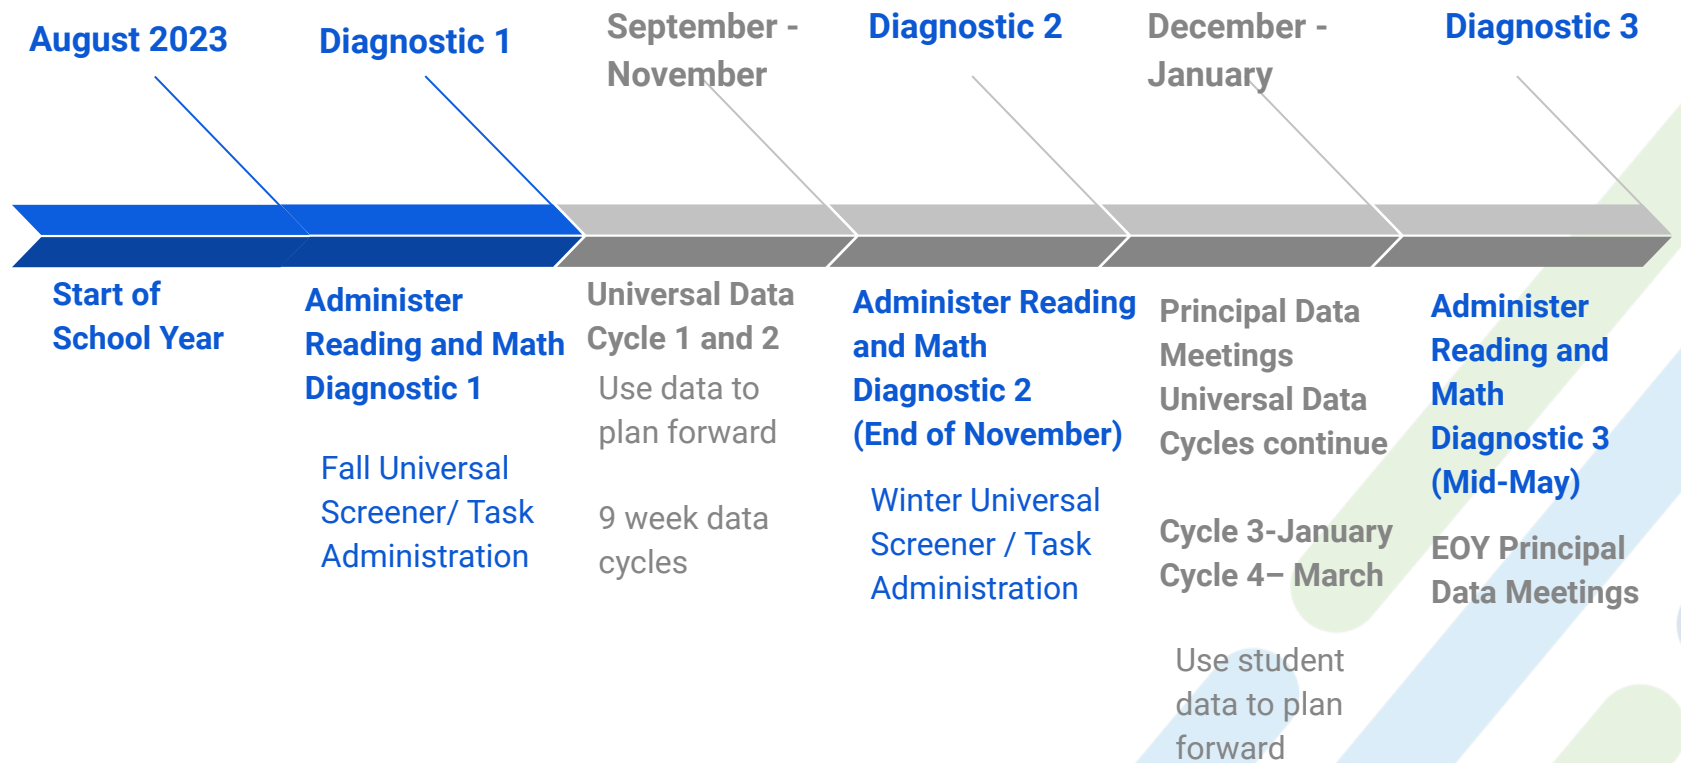 August 2023
Diagnostic 1
September -
November
Diagnostic 2
December -
January
Diagnostic 3
Start of
School Year
Administer
Reading and Math
Diagnostic 1
Fall Universal
Screener/ Task
Administration
Universal Data
Cycle 1 and 2
Use data to
plan forward
9 week data
cycles
Administer Reading
and Math
Diagnostic 2
(End of November)
Winter Universal
Screener / Task
Administration
Principal Data
Meetings
Universal Data
Cycles continue
Cycle 3-January
Cycle 4– March
Use student
data to plan
forward
Administer
Reading and
Math
Diagnostic 3
(Mid-May)
EOY Principal
Data Meetings